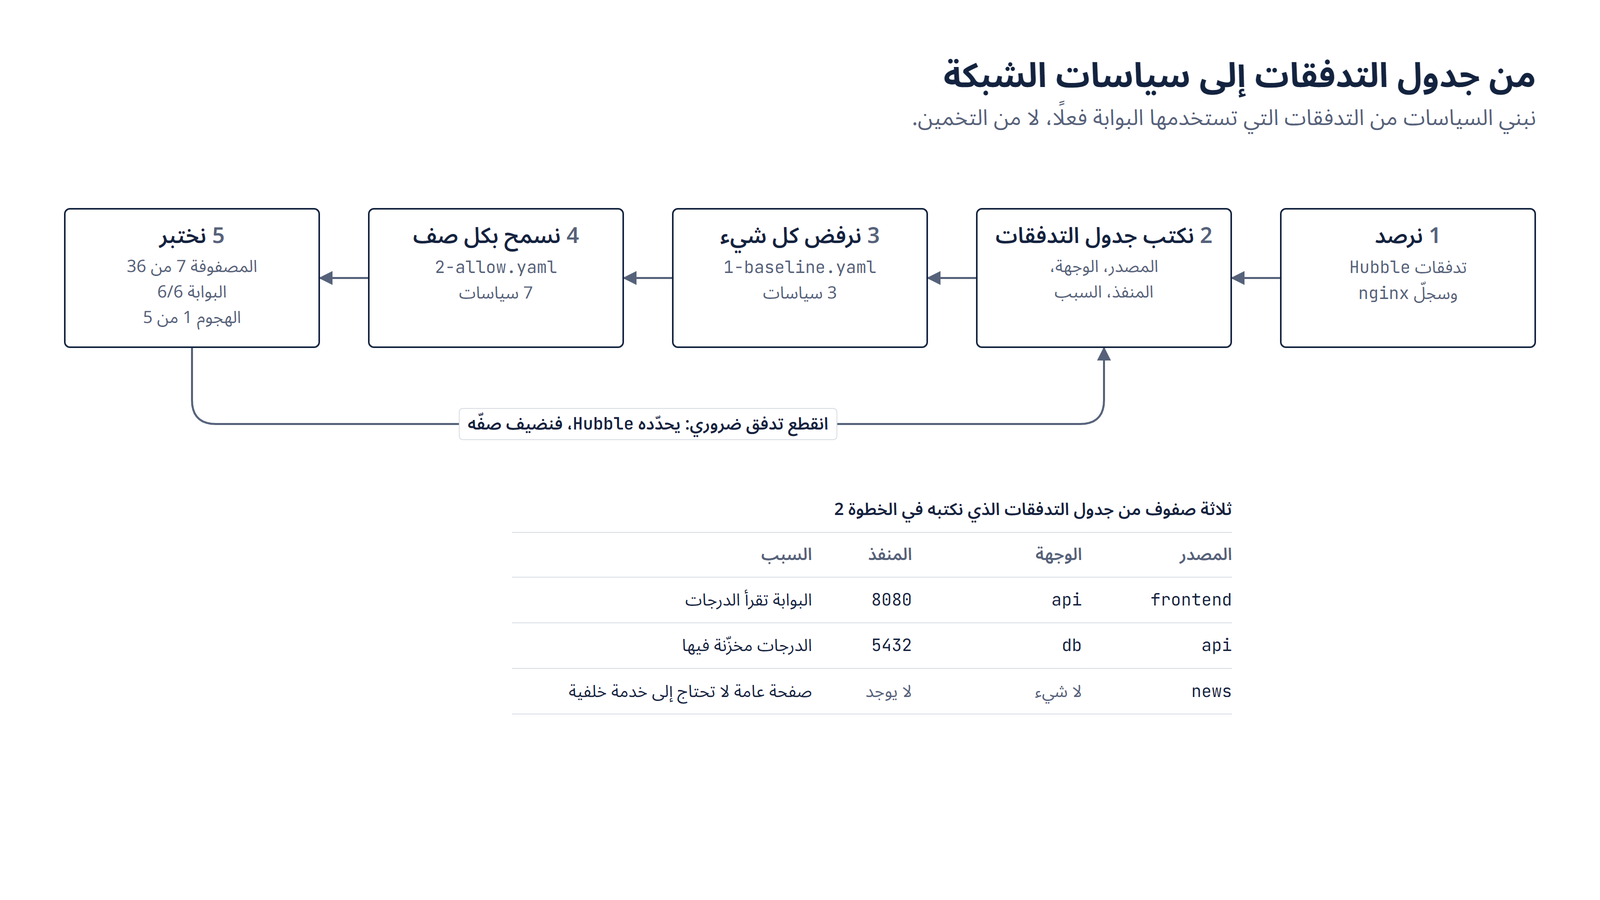 من جدول التدفقات إلى سياسات الشبكة
نبني السياسات من التدفقات التي تستخدمها البوابة فعلًا، لا من التخمين.
1 نرصد
تدفقات Hubble
وسجلّ nginx
2 نكتب جدول التدفقات
المصدر، الوجهة،
المنفذ، السبب
3 نرفض كل شيء
1-baseline.yaml
3 سياسات
4 نسمح بكل صف
2-allow.yaml
7 سياسات
5 نختبر
المصفوفة 7 من 36
البوابة 6/6
الهجوم 1 من 5
انقطع تدفق ضروري: يحدّده Hubble، فنضيف صفّه
ثلاثة صفوف من جدول التدفقات الذي نكتبه في الخطوة 2
المصدر الوجهة المنفذ السبب
frontend api 8080 البوابة تقرأ الدرجات
api db 5432 الدرجات مخزّنة فيها
news لا شيء لا يوجد صفحة عامة لا تحتاج إلى خدمة خلفية